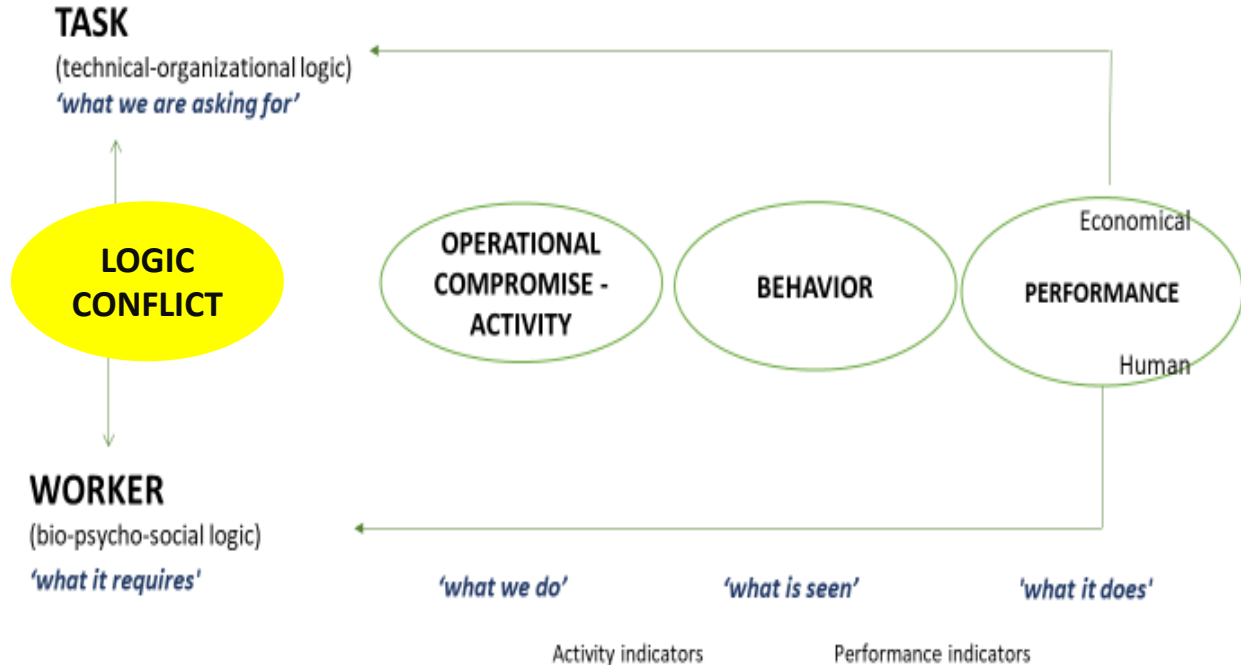 TASK
(technical-organizational logic)
‘what we are asking for’
LOGIC
CONFLICT
OPERATIONAL
COMPROMISE -
ACTIVITY
BEHAVIOR
Economical
PERFORMANCE
Human
WORKER
(bio-psycho-social logic)
‘what it requires'
‘what we do’
‘what is seen’
'what it does'
Activity indicators
Performance indicators